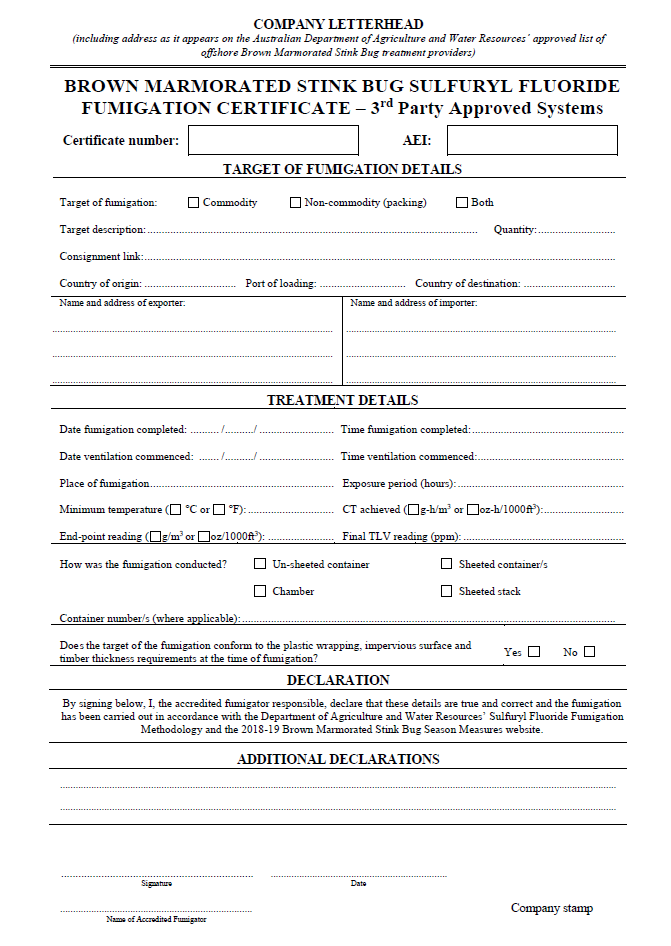 COMPANY LETTERHEAD
(including address as it appears on the Australian Department of Agriculture and Water Resources' approved list of
offshore Brown Marmorated Stink Bug treatment providers)
BROWN MARMORATED STINK BUG SULFURYL FLUORIDE
FUMIGATION CERTIFICATE – 3rd Party Approved Systems
Certificate number: AEI:
TARGET OF FUMIGATION DETAILS
Target of fumigation: Commodity Non-commodity (packing) Both
Target description: Quantity:
Consignment link:
Country of origin: Port of loading: Country of destination:
Name and address of exporter: Name and address of importer:
TREATMENT DETAILS
Date fumigation completed: ......... /........../ .......................... Time fumigation completed:
Date ventilation commenced: ....... /........../ .......................... Time ventilation commenced:
Place of fumigation Exposure period (hours):
Minimum temperature ( °C or °F): CT achieved ( g-h/m³ or oz-h/1000ft³):
End-point reading ( g/m³ or oz/1000ft³): Final TLV reading (ppm):
How was the fumigation conducted? Un-sheeted container Sheeted container/s
Chamber Sheeted stack
Container number/s (where applicable):
Does the target of the fumigation conform to the plastic wrapping, impervious surface and
timber thickness requirements at the time of fumigation? Yes No
DECLARATION
By signing below, I, the accredited fumigator responsible, declare that these details are true and correct and the fumigation
has been carried out in accordance with the Department of Agriculture and Water Resources' Sulfuryl Fluoride Fumigation
Methodology and the 2018-19 Brown Marmorated Stink Bug Season Measures website.
ADDITIONAL DECLARATIONS
Signature Date
Name of Accredited Fumigator Company stamp